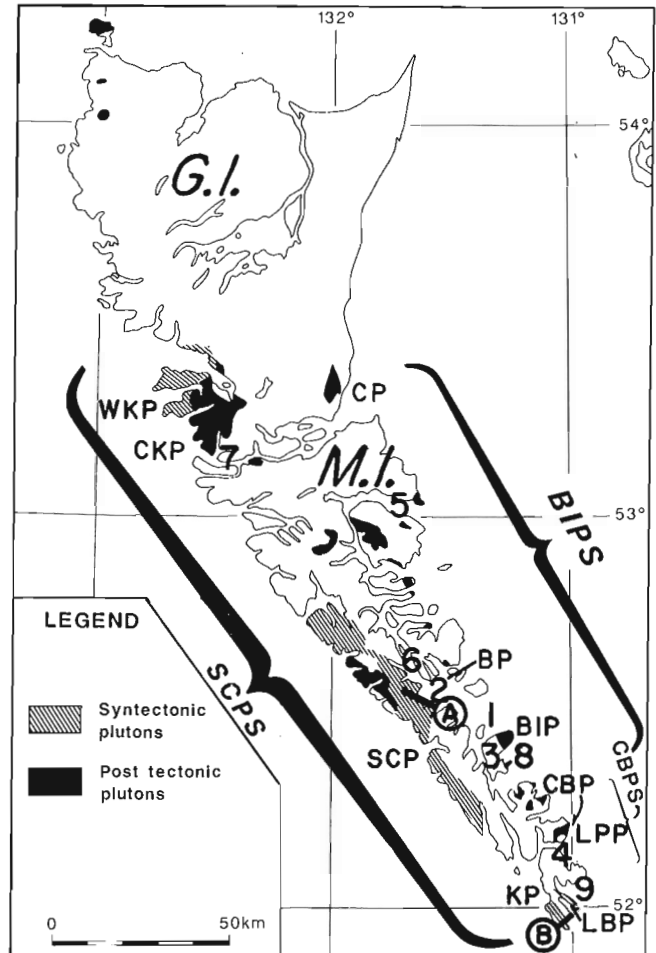 132°
131°
54°
G.I.
CP
WKP
CKP
7
M.I.
5
53°
BIPS
LEGEND
Syntectonic
plutons
Post tectonic
plutons
SCPS
6
BP
2
A
1
BIP
SCP
3
8
CBP
CBPS
LPP
4
9
KP
52°
LBP
B
0
50km